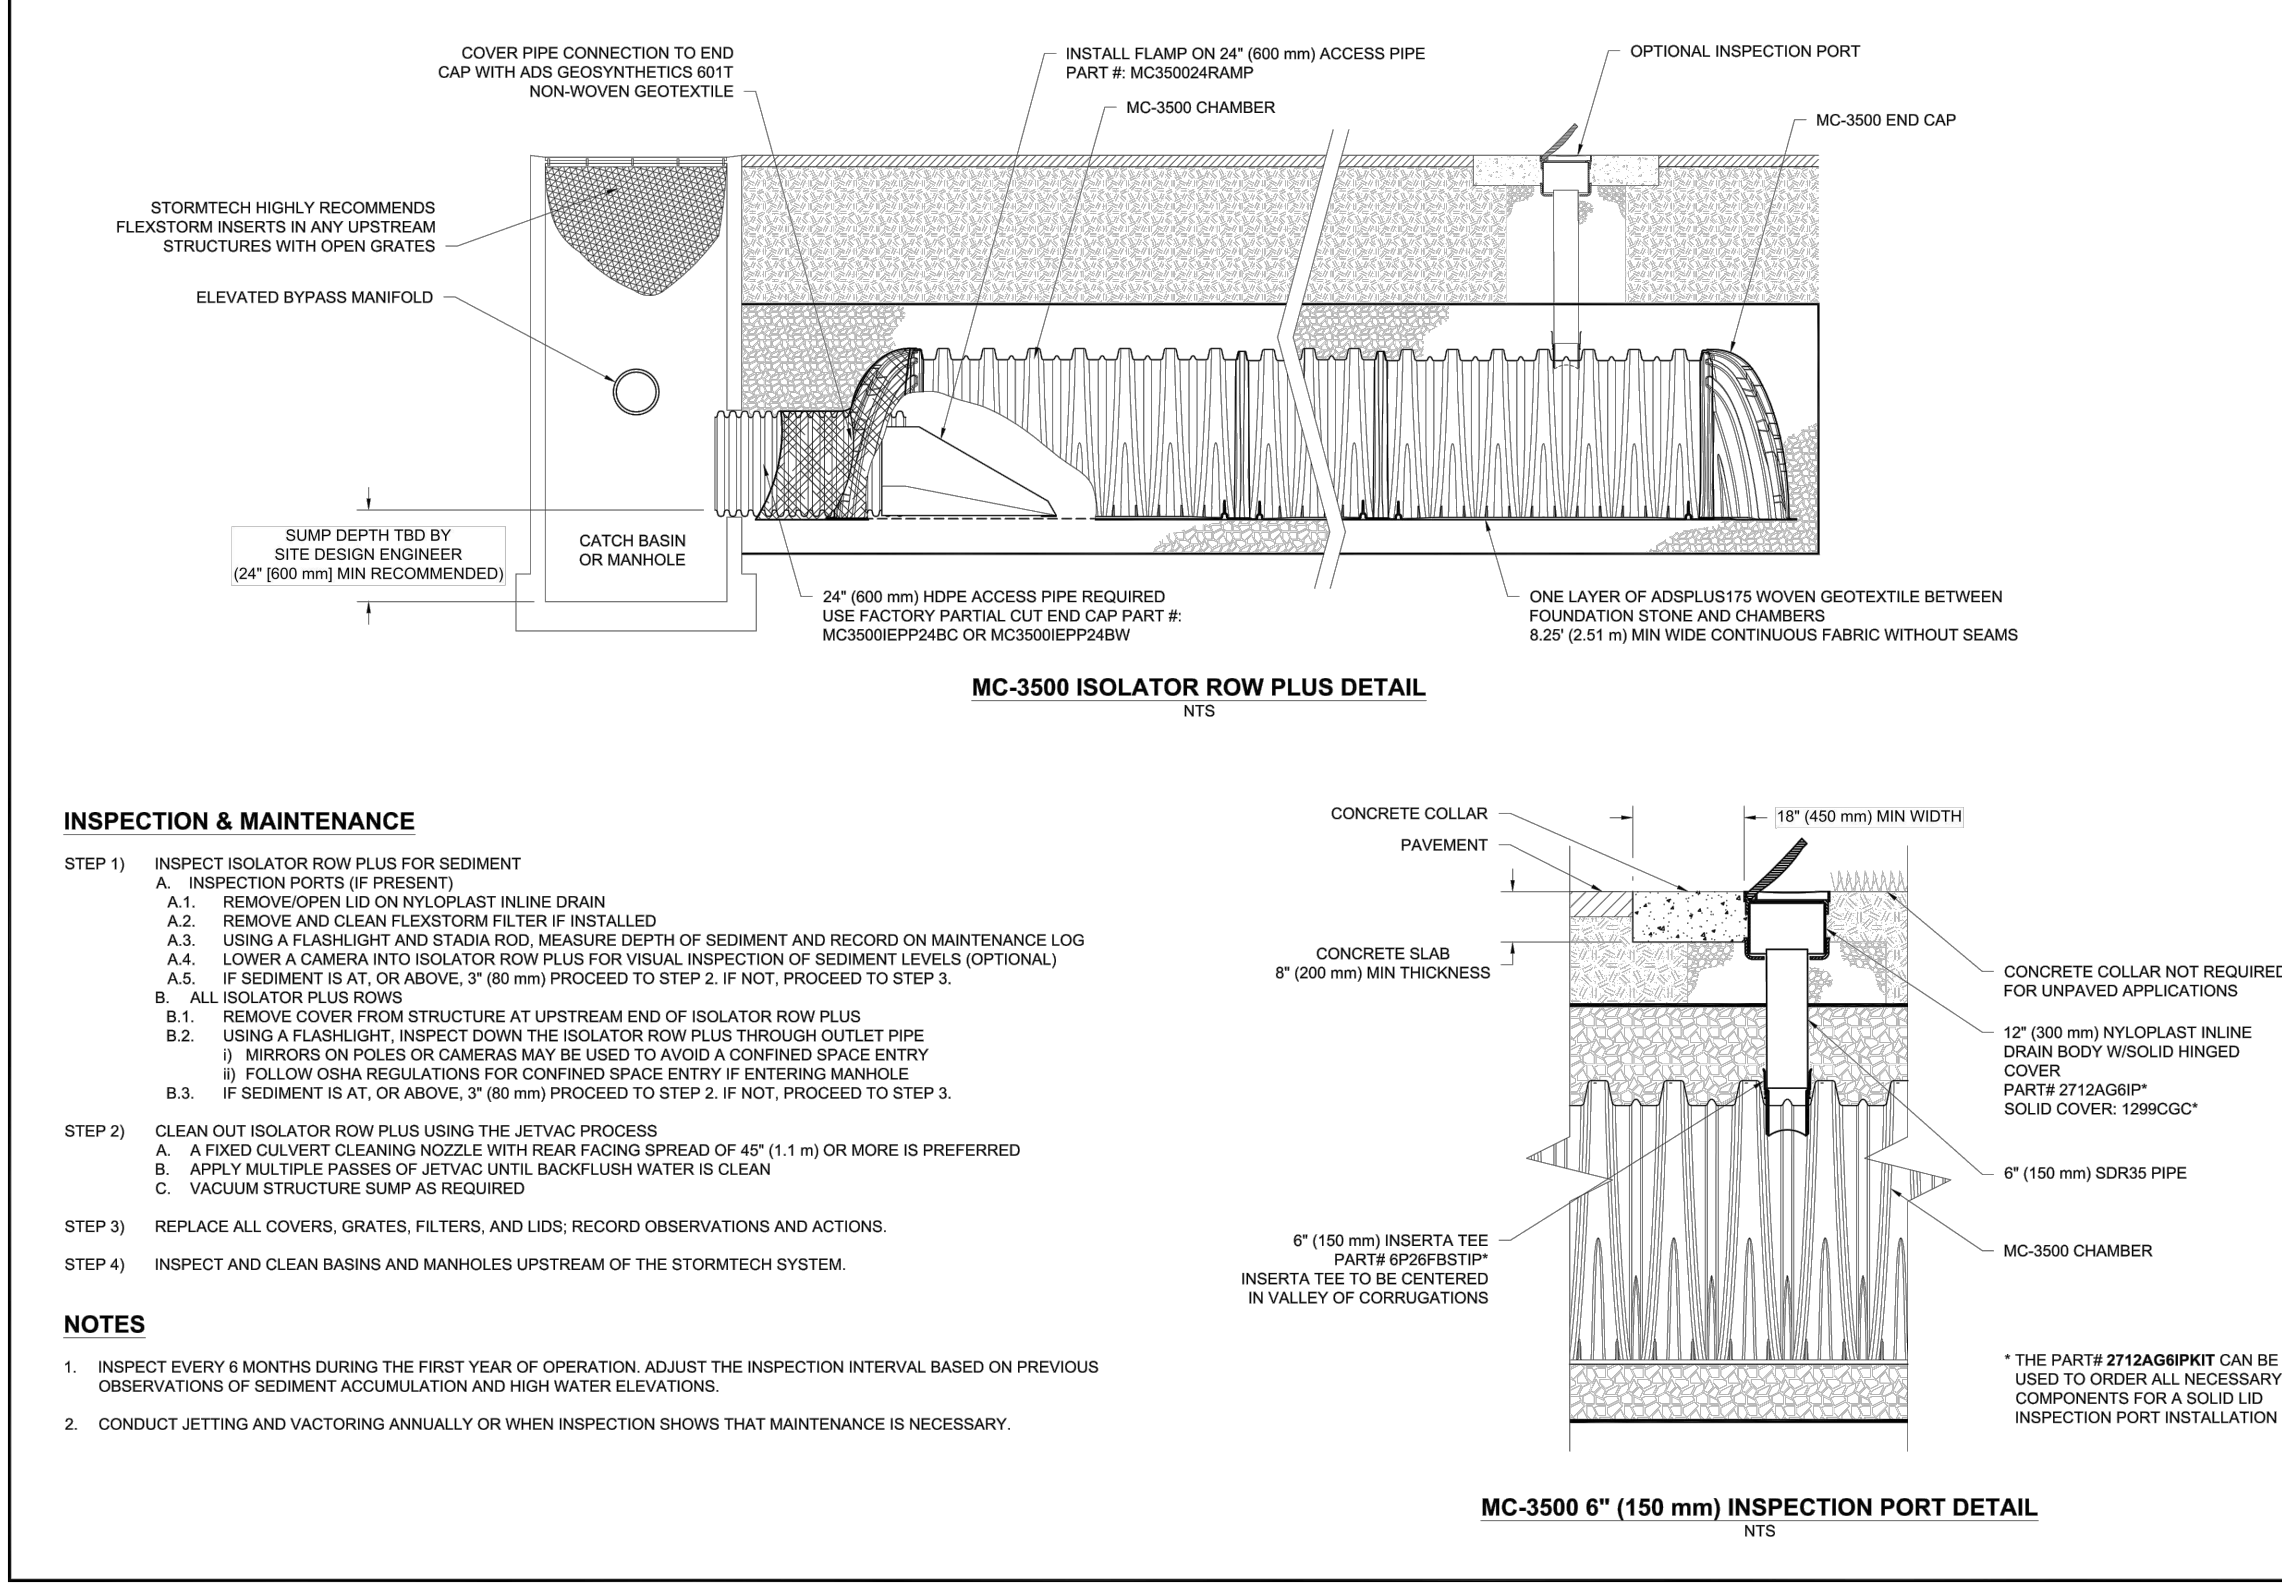 COVER PIPE CONNECTION TO END
CAP WITH ADS GEOSYNTHETICS 601T
NON-WOVEN GEOTEXTILE
INSTALL FLAMP ON 24" (600 mm) ACCESS PIPE
PART #: MC350024RAMP
MC-3500 CHAMBER
OPTIONAL INSPECTION PORT
MC-3500 END CAP
STORMTECH HIGHLY RECOMMENDS
FLEXSTORM INSERTS IN ANY UPSTREAM
STRUCTURES WITH OPEN GRATES
ELEVATED BYPASS MANIFOLD
SUMP DEPTH TBD BY
SITE DESIGN ENGINEER
(24" [600 mm] MIN RECOMMENDED)
CATCH BASIN
OR MANHOLE
24" (600 mm) HDPE ACCESS PIPE REQUIRED
USE FACTORY PARTIAL CUT END CAP PART #:
MC3500IEPP24BC OR MC3500IEPP24BW
ONE LAYER OF ADSPLUS175 WOVEN GEOTEXTILE BETWEEN
FOUNDATION STONE AND CHAMBERS
8.25' (2.51 m) MIN WIDE CONTINUOUS FABRIC WITHOUT SEAMS
MC-3500 ISOLATOR ROW PLUS DETAIL
NTS
INSPECTION & MAINTENANCE
STEP 1) INSPECT ISOLATOR ROW PLUS FOR SEDIMENT
A. INSPECTION PORTS (IF PRESENT)
A.1. REMOVE/OPEN LID ON NYLOPLAST INLINE DRAIN
A.2. REMOVE AND CLEAN FLEXSTORM FILTER IF INSTALLED
A.3. USING A FLASHLIGHT AND STADIA ROD, MEASURE DEPTH OF SEDIMENT AND RECORD ON MAINTENANCE LOG
A.4. LOWER A CAMERA INTO ISOLATOR ROW PLUS FOR VISUAL INSPECTION OF SEDIMENT LEVELS (OPTIONAL)
A.5. IF SEDIMENT IS AT, OR ABOVE, 3" (80 mm) PROCEED TO STEP 2. IF NOT, PROCEED TO STEP 3.
B. ALL ISOLATOR PLUS ROWS
B.1. REMOVE COVER FROM STRUCTURE AT UPSTREAM END OF ISOLATOR ROW PLUS
B.2. USING A FLASHLIGHT, INSPECT DOWN THE ISOLATOR ROW PLUS THROUGH OUTLET PIPE
i) MIRRORS ON POLES OR CAMERAS MAY BE USED TO AVOID A CONFINED SPACE ENTRY
ii) FOLLOW OSHA REGULATIONS FOR CONFINED SPACE ENTRY IF ENTERING MANHOLE
B.3. IF SEDIMENT IS AT, OR ABOVE, 3" (80 mm) PROCEED TO STEP 2. IF NOT, PROCEED TO STEP 3.
STEP 2) CLEAN OUT ISOLATOR ROW PLUS USING THE JETVAC PROCESS
A. A FIXED CULVERT CLEANING NOZZLE WITH REAR FACING SPREAD OF 45" (1.1 m) OR MORE IS PREFERRED
B. APPLY MULTIPLE PASSES OF JETVAC UNTIL BACKFLUSH WATER IS CLEAN
C. VACUUM STRUCTURE SUMP AS REQUIRED
STEP 3) REPLACE ALL COVERS, GRATES, FILTERS, AND LIDS; RECORD OBSERVATIONS AND ACTIONS.
STEP 4) INSPECT AND CLEAN BASINS AND MANHOLES UPSTREAM OF THE STORMTECH SYSTEM.
NOTES
1. INSPECT EVERY 6 MONTHS DURING THE FIRST YEAR OF OPERATION. ADJUST THE INSPECTION INTERVAL BASED ON PREVIOUS
OBSERVATIONS OF SEDIMENT ACCUMULATION AND HIGH WATER ELEVATIONS.
2. CONDUCT JETTING AND VACTORING ANNUALLY OR WHEN INSPECTION SHOWS THAT MAINTENANCE IS NECESSARY.
CONCRETE COLLAR
PAVEMENT
18" (450 mm) MIN WIDTH
CONCRETE SLAB
8" (200 mm) MIN THICKNESS
CONCRETE COLLAR NOT REQUIRED
FOR UNPAVED APPLICATIONS
12" (300 mm) NYLOPLAST INLINE
DRAIN BODY W/SOLID HINGED
COVER
PART# 2712AG6IP*
SOLID COVER: 1299CGC*
6" (150 mm) SDR35 PIPE
MC-3500 CHAMBER
6" (150 mm) INSERTA TEE
PART# 6P26FBSTIP*
INSERTA TEE TO BE CENTERED
IN VALLEY OF CORRUGATIONS
* THE PART# 2712AG6IPKIT CAN BE
USED TO ORDER ALL NECESSARY
COMPONENTS FOR A SOLID LID
INSPECTION PORT INSTALLATION
MC-3500 6" (150 mm) INSPECTION PORT DETAIL
NTS